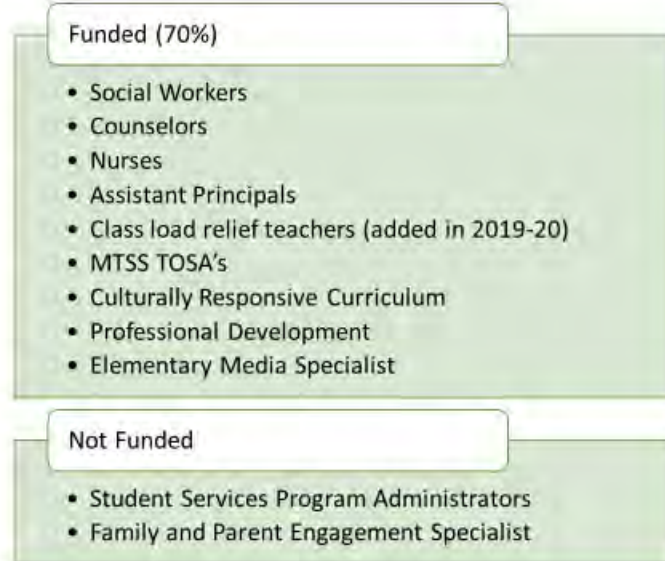 Funded (70%)
• Social Workers
• Counselors
• Nurses
• Assistant Principals
• Class load relief teachers (added in 2019-20)
• MTSS TOSA's
• Culturally Responsive Curriculum
• Professional Development
• Elementary Media Specialist
Not Funded
• Student Services Program Administrators
• Family and Parent Engagement Specialist